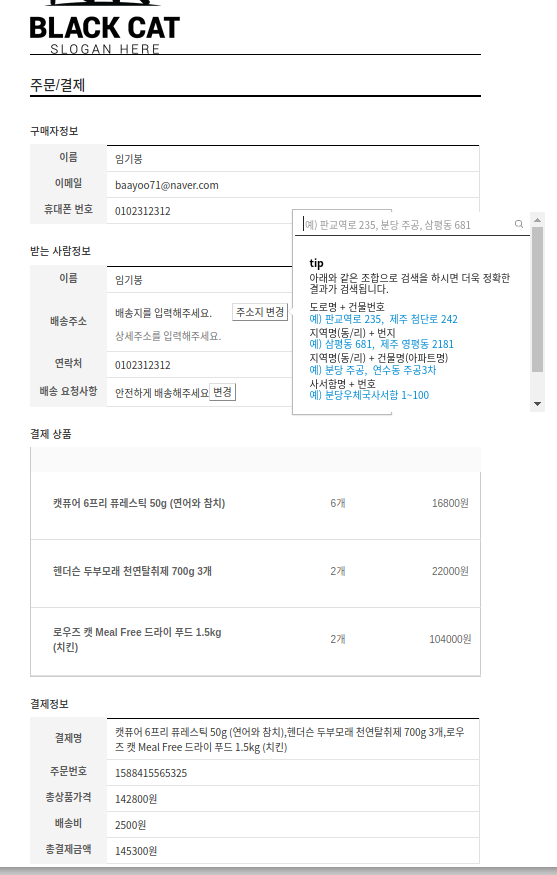 BLACK CAT
SLOGAN HERE
주문/결제
구매자정보
이름 임기봉
이메일 baayoo71@naver.com
휴대폰 번호 0102312312
받는 사람정보
이름 임기봉
배송주소 배송지를 입력해주세요. 주소지 변경
상세주소를 입력해주세요.
연락처 0102312312
배송 요청사항 안전하게 배송해주세요 변경
예) 판교역로 235, 분당 주공, 삼평동 681
tip
아래와 같은 조합으로 검색을 하시면 더욱 정확한
결과가 검색됩니다.
도로명 + 건물번호
예) 판교역로 235, 제주 첨단로 242
지역명(동/리) + 번지
예) 삼평동 681, 제주 영평동 2181
지역명(동/리) + 건물명(아파트명)
예) 분당 주공, 연수동 주공3차
사서함명 + 번호
예) 분당우체국사서함 1~100
결제 상품
캣퓨어 6프리 퓨레스틱 50g (연어와 참치) 6개 16800원
헨더슨 두부모래 천연탈취제 700g 3개 2개 22000원
로우즈 캣 Meal Free 드라이 푸드 1.5kg
(치킨) 2개 104000원
결제정보
결제명 캣퓨어 6프리 퓨레스틱 50g (연어와 참치),헨더슨 두부모래 천연탈취제 700g 3개,로우
즈 캣 Meal Free 드라이 푸드 1.5kg (치킨)
주문번호 1588415565325
총상품가격 142800원
배송비 2500원
총결제금액 145300원